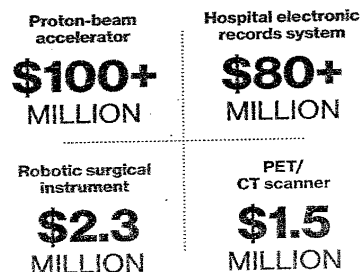 Proton-beam
accelerator
$100+
MILLION
Hospital electronic
records system
$80+
MILLION
Robotic surgical
instrument
$2.3
MILLION
PET/
CT scanner
$1.5
MILLION